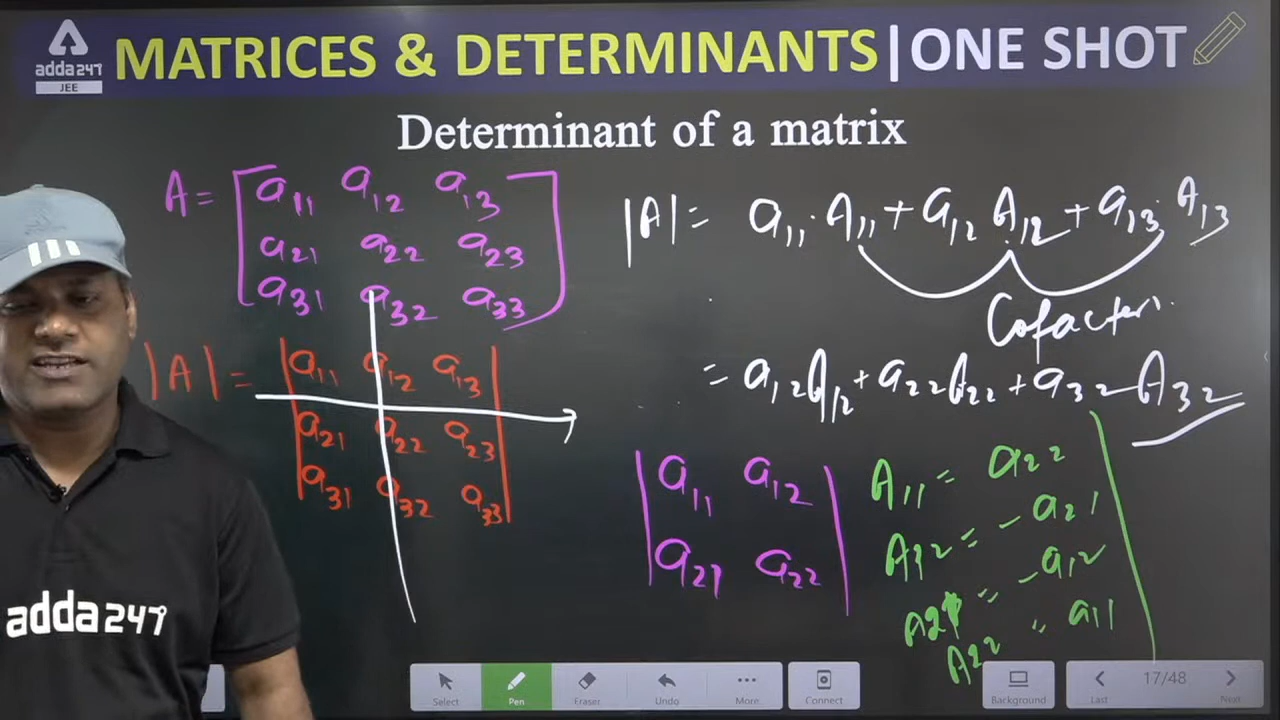 adda247
JEE
MATRICES & DETERMINANTS | ONE SHOT
Determinant of a matrix
A = [a11 a12 a13
a21 a22 a23
a31 a32 a33]
|A| = a11 . A11 + a12 A12 + a13 . A13
Cofactors
= a12 A12 + a22 A22 + a32 A32
|A| = |a11 a12 a13
a21 a22 a23
a31 a32 a33|
|a11 a12
a21 a22|
A11 = a22
A12 = -a21
A21 = -a12
A22 = a11
adda247
Select
Pen
Eraser
Undo
More
Connect
Background
Last
17/48
Next